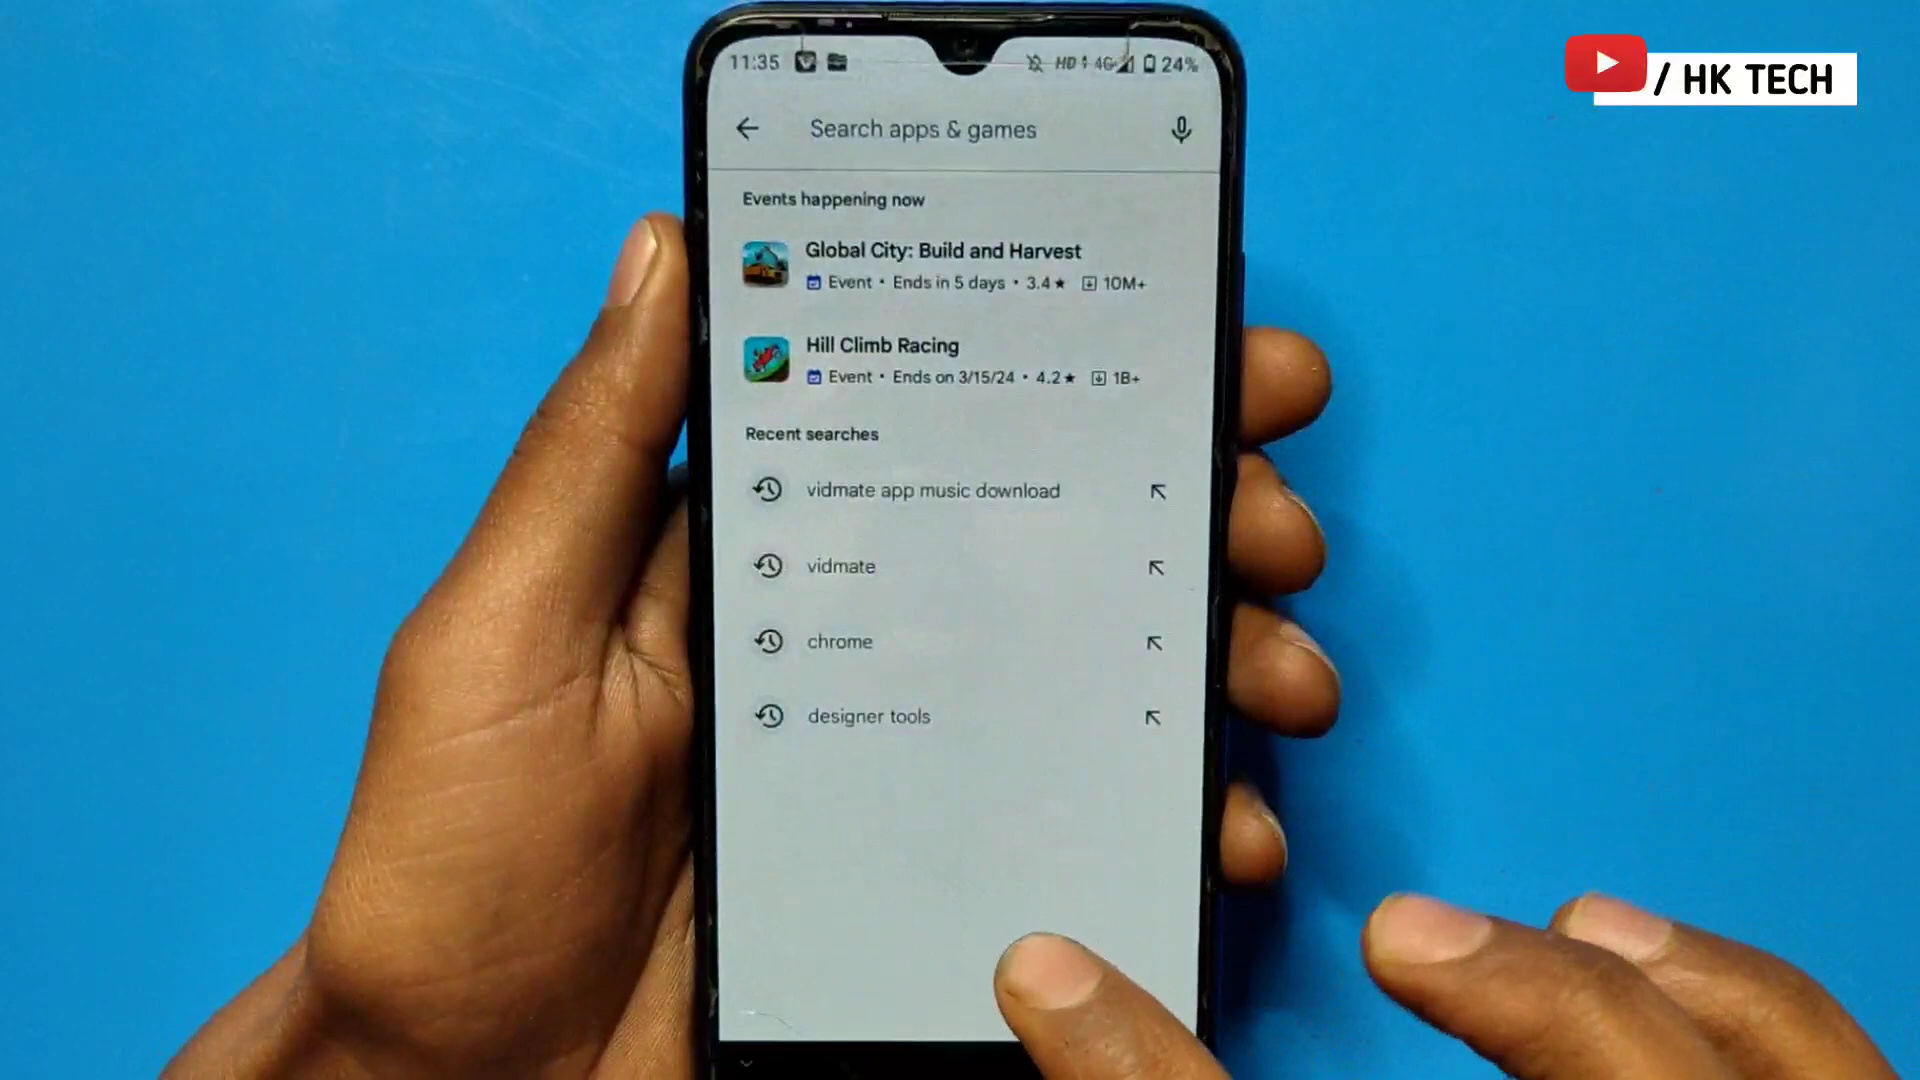 / HK TECH
11:35 HD 4G 24%
Search apps & games
Events happening now
Global City: Build and Harvest
Event • Ends in 5 days • 3.4★ 10M+
Hill Climb Racing
Event • Ends on 3/15/24 • 4.2★ 1B+
Recent searches
vidmate app music download
vidmate
chrome
designer tools